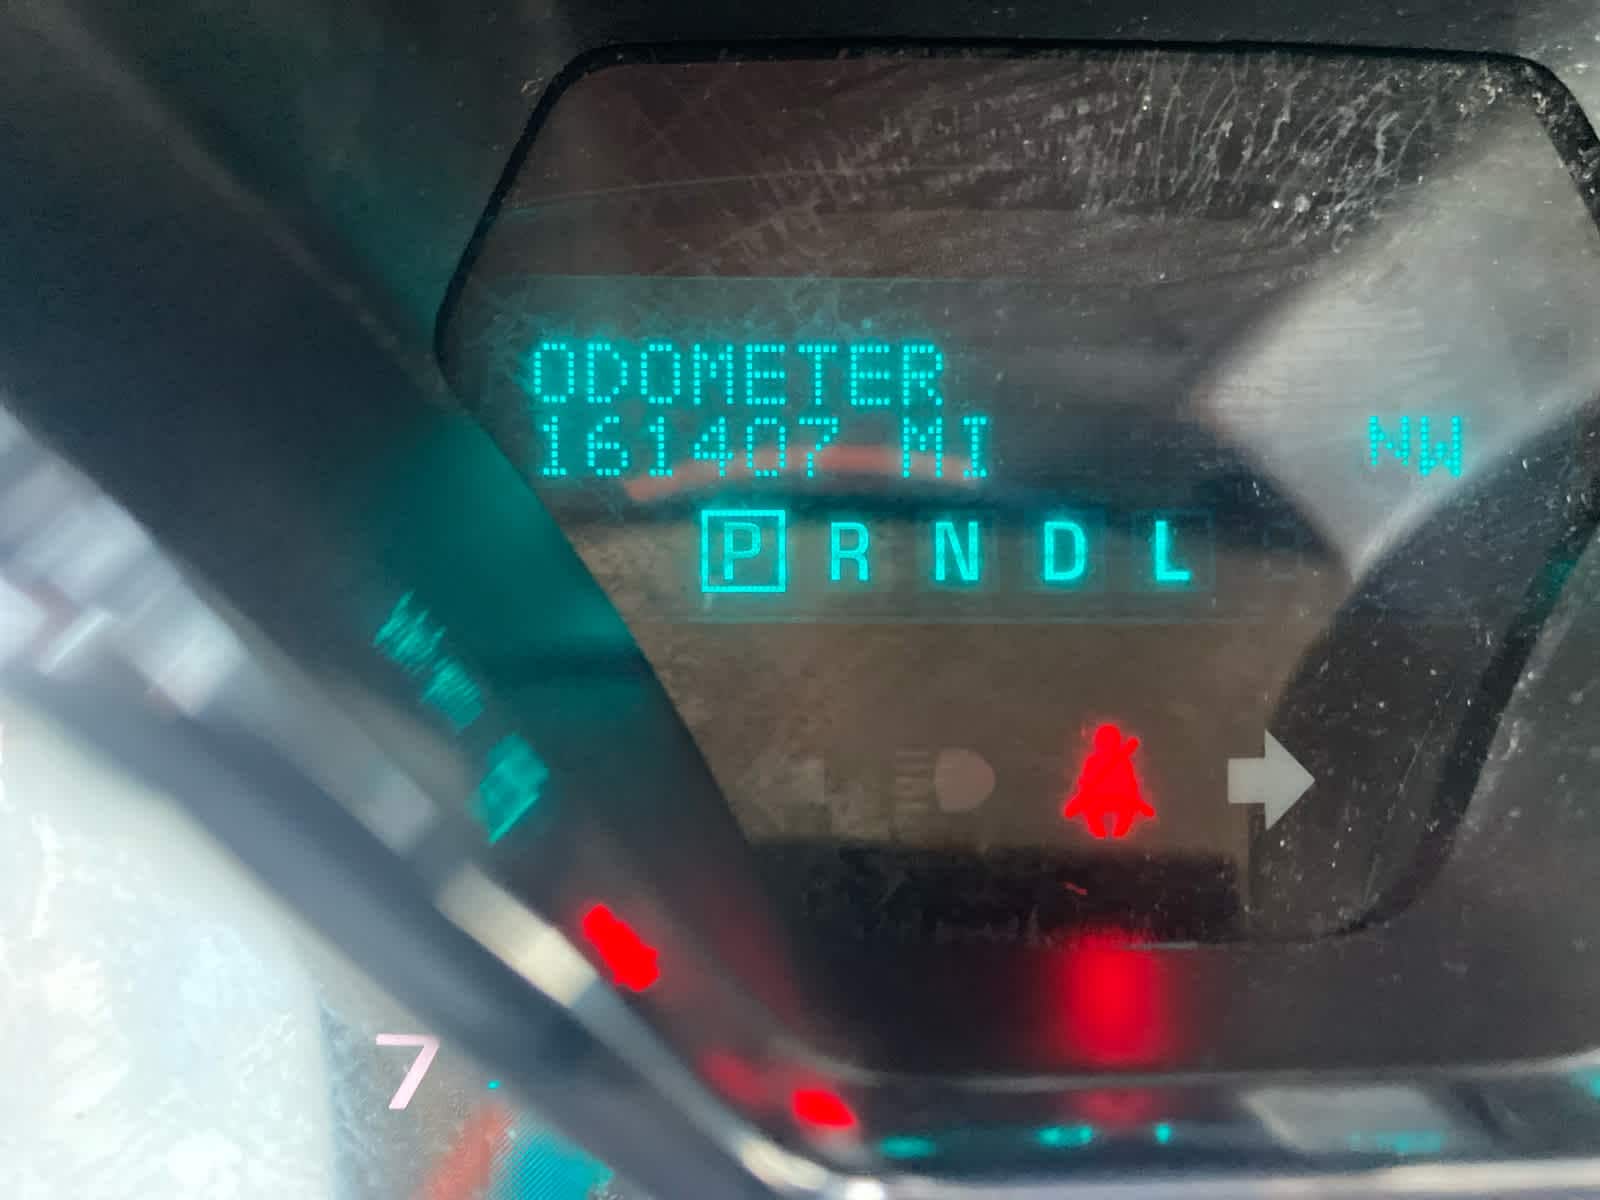 ODOMETER
161407 MI NW
P R N D L
7